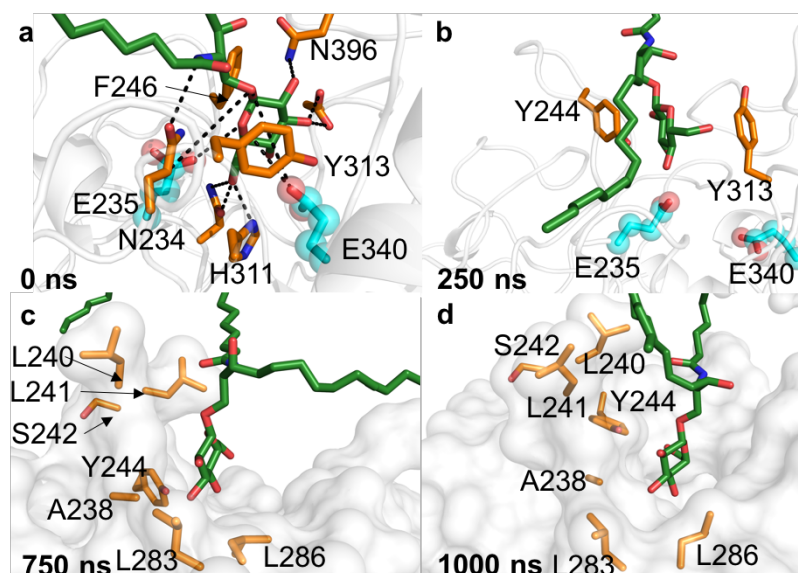 a
N396
F246
Y313
E235
N234
E340
H311
0 ns
b
Y244
Y313
E235
E340
250 ns
c
L240
L241
S242
Y244
A238
L283
L286
750 ns
d
S242
L240
L241
Y244
A238
L283
L286
1000 ns